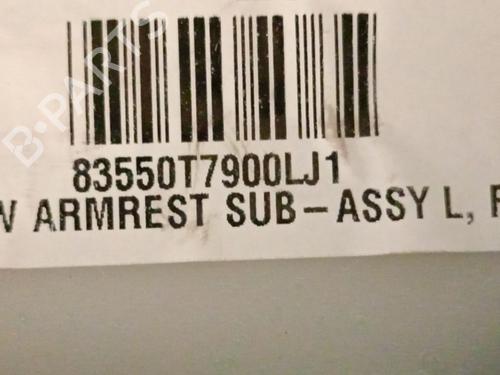 B-PARTS
83550T7900LJ1
ARMREST SUB-ASSY L,